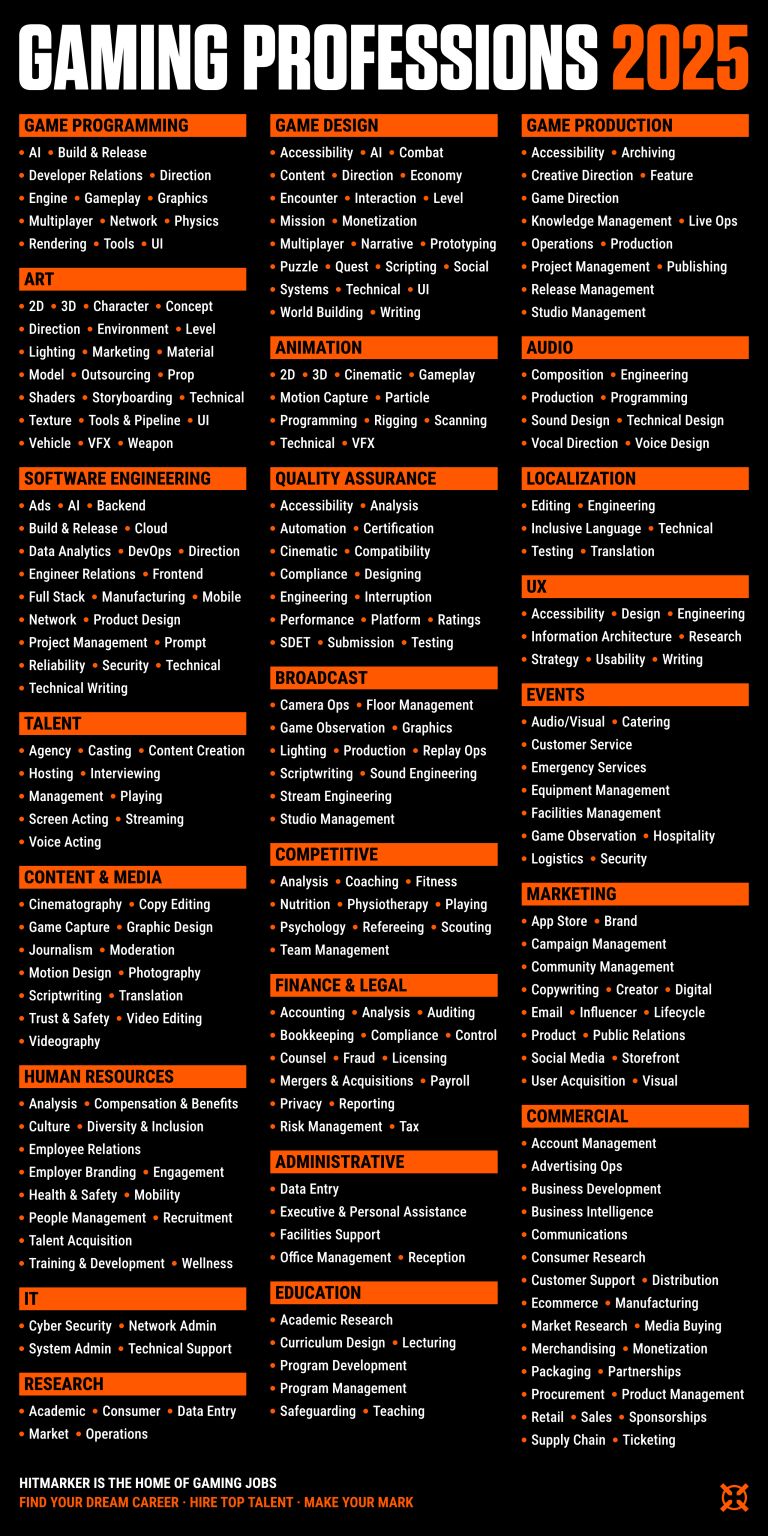 GAMING PROFESSIONS 2025
GAME PROGRAMMING
• AI • Build & Release
• Developer Relations • Direction
• Engine • Gameplay • Graphics
• Multiplayer • Network • Physics
• Rendering • Tools • UI
ART
• 2D • 3D • Character • Concept
• Direction • Environment • Level
• Lighting • Marketing • Material
• Model • Outsourcing • Prop
• Shaders • Storyboarding • Technical
• Texture • Tools & Pipeline • UI
• Vehicle • VFX • Weapon
SOFTWARE ENGINEERING
• Ads • AI • Backend
• Build & Release • Cloud
• Data Analytics • DevOps • Direction
• Engineer Relations • Frontend
• Full Stack • Manufacturing • Mobile
• Network • Product Design
• Project Management • Prompt
• Reliability • Security • Technical
• Technical Writing
TALENT
• Agency • Casting • Content Creation
• Hosting • Interviewing
• Management • Playing
• Screen Acting • Streaming
• Voice Acting
CONTENT & MEDIA
• Cinematography • Copy Editing
• Game Capture • Graphic Design
• Journalism • Moderation
• Motion Design • Photography
• Scriptwriting • Translation
• Trust & Safety • Video Editing
• Videography
HUMAN RESOURCES
• Analysis • Compensation & Benefits
• Culture • Diversity & Inclusion
• Employee Relations
• Employer Branding • Engagement
• Health & Safety • Mobility
• People Management • Recruitment
• Talent Acquisition
• Training & Development • Wellness
IT
• Cyber Security • Network Admin
• System Admin • Technical Support
RESEARCH
• Academic • Consumer • Data Entry
• Market • Operations
GAME DESIGN
• Accessibility • AI • Combat
• Content • Direction • Economy
• Encounter • Interaction • Level
• Mission • Monetization
• Multiplayer • Narrative • Prototyping
• Puzzle • Quest • Scripting • Social
• Systems • Technical • UI
• World Building • Writing
ANIMATION
• 2D • 3D • Cinematic • Gameplay
• Motion Capture • Particle
• Programming • Rigging • Scanning
• Technical • VFX
QUALITY ASSURANCE
• Accessibility • Analysis
• Automation • Certification
• Cinematic • Compatibility
• Compliance • Designing
• Engineering • Interruption
• Performance • Platform • Ratings
• SDET • Submission • Testing
BROADCAST
• Camera Ops • Floor Management
• Game Observation • Graphics
• Lighting • Production • Replay Ops
• Scriptwriting • Sound Engineering
• Stream Engineering
• Studio Management
COMPETITIVE
• Analysis • Coaching • Fitness
• Nutrition • Physiotherapy • Playing
• Psychology • Refereeing • Scouting
• Team Management
FINANCE & LEGAL
• Accounting • Analysis • Auditing
• Bookkeeping • Compliance • Control
• Counsel • Fraud • Licensing
• Mergers & Acquisitions • Payroll
• Privacy • Reporting
• Risk Management • Tax
ADMINISTRATIVE
• Data Entry
• Executive & Personal Assistance
• Facilities Support
• Office Management • Reception
EDUCATION
• Academic Research
• Curriculum Design • Lecturing
• Program Development
• Program Management
• Safeguarding • Teaching
GAME PRODUCTION
• Accessibility • Archiving
• Creative Direction • Feature
• Game Direction
• Knowledge Management • Live Ops
• Operations • Production
• Project Management • Publishing
• Release Management
• Studio Management
AUDIO
• Composition • Engineering
• Production • Programming
• Sound Design • Technical Design
• Vocal Direction • Voice Design
LOCALIZATION
• Editing • Engineering
• Inclusive Language • Technical
• Testing • Translation
UX
• Accessibility • Design • Engineering
• Information Architecture • Research
• Strategy • Usability • Writing
EVENTS
• Audio/Visual • Catering
• Customer Service
• Emergency Services
• Equipment Management
• Facilities Management
• Game Observation • Hospitality
• Logistics • Security
MARKETING
• App Store • Brand
• Campaign Management
• Community Management
• Copywriting • Creator • Digital
• Email • Influencer • Lifecycle
• Product • Public Relations
• Social Media • Storefront
• User Acquisition • Visual
COMMERCIAL
• Account Management
• Advertising Ops
• Business Development
• Business Intelligence
• Communications
• Consumer Research
• Customer Support • Distribution
• Ecommerce • Manufacturing
• Market Research • Media Buying
• Merchandising • Monetization
• Packaging • Partnerships
• Procurement • Product Management
• Retail • Sales • Sponsorships
• Supply Chain • Ticketing
HITMARKER IS THE HOME OF GAMING JOBS
FIND YOUR DREAM CAREER · HIRE TOP TALENT · MAKE YOUR MARK